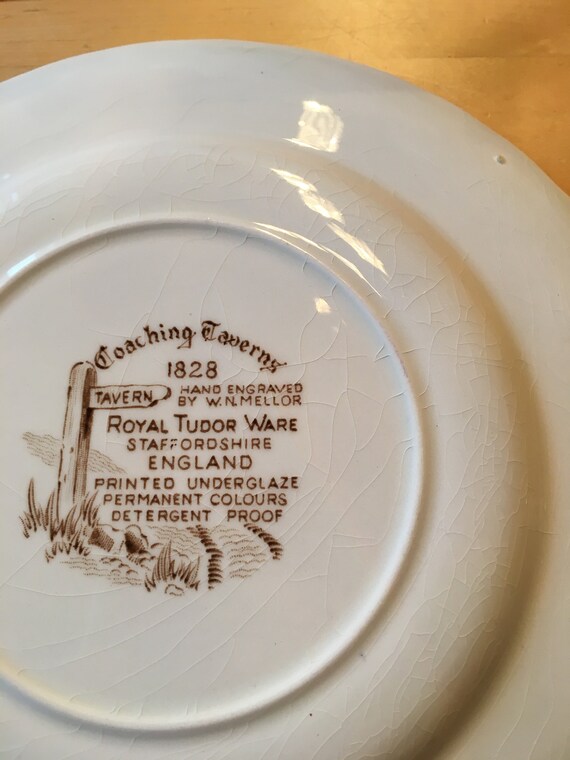 Coaching Taverns
1828
TAVERN
HAND ENGRAVED
BY W.N.MELLOR
ROYAL TUDOR WARE
STAFFORDSHIRE
ENGLAND
PRINTED UNDERGLAZE
PERMANENT COLOURS
DETERGENT PROOF